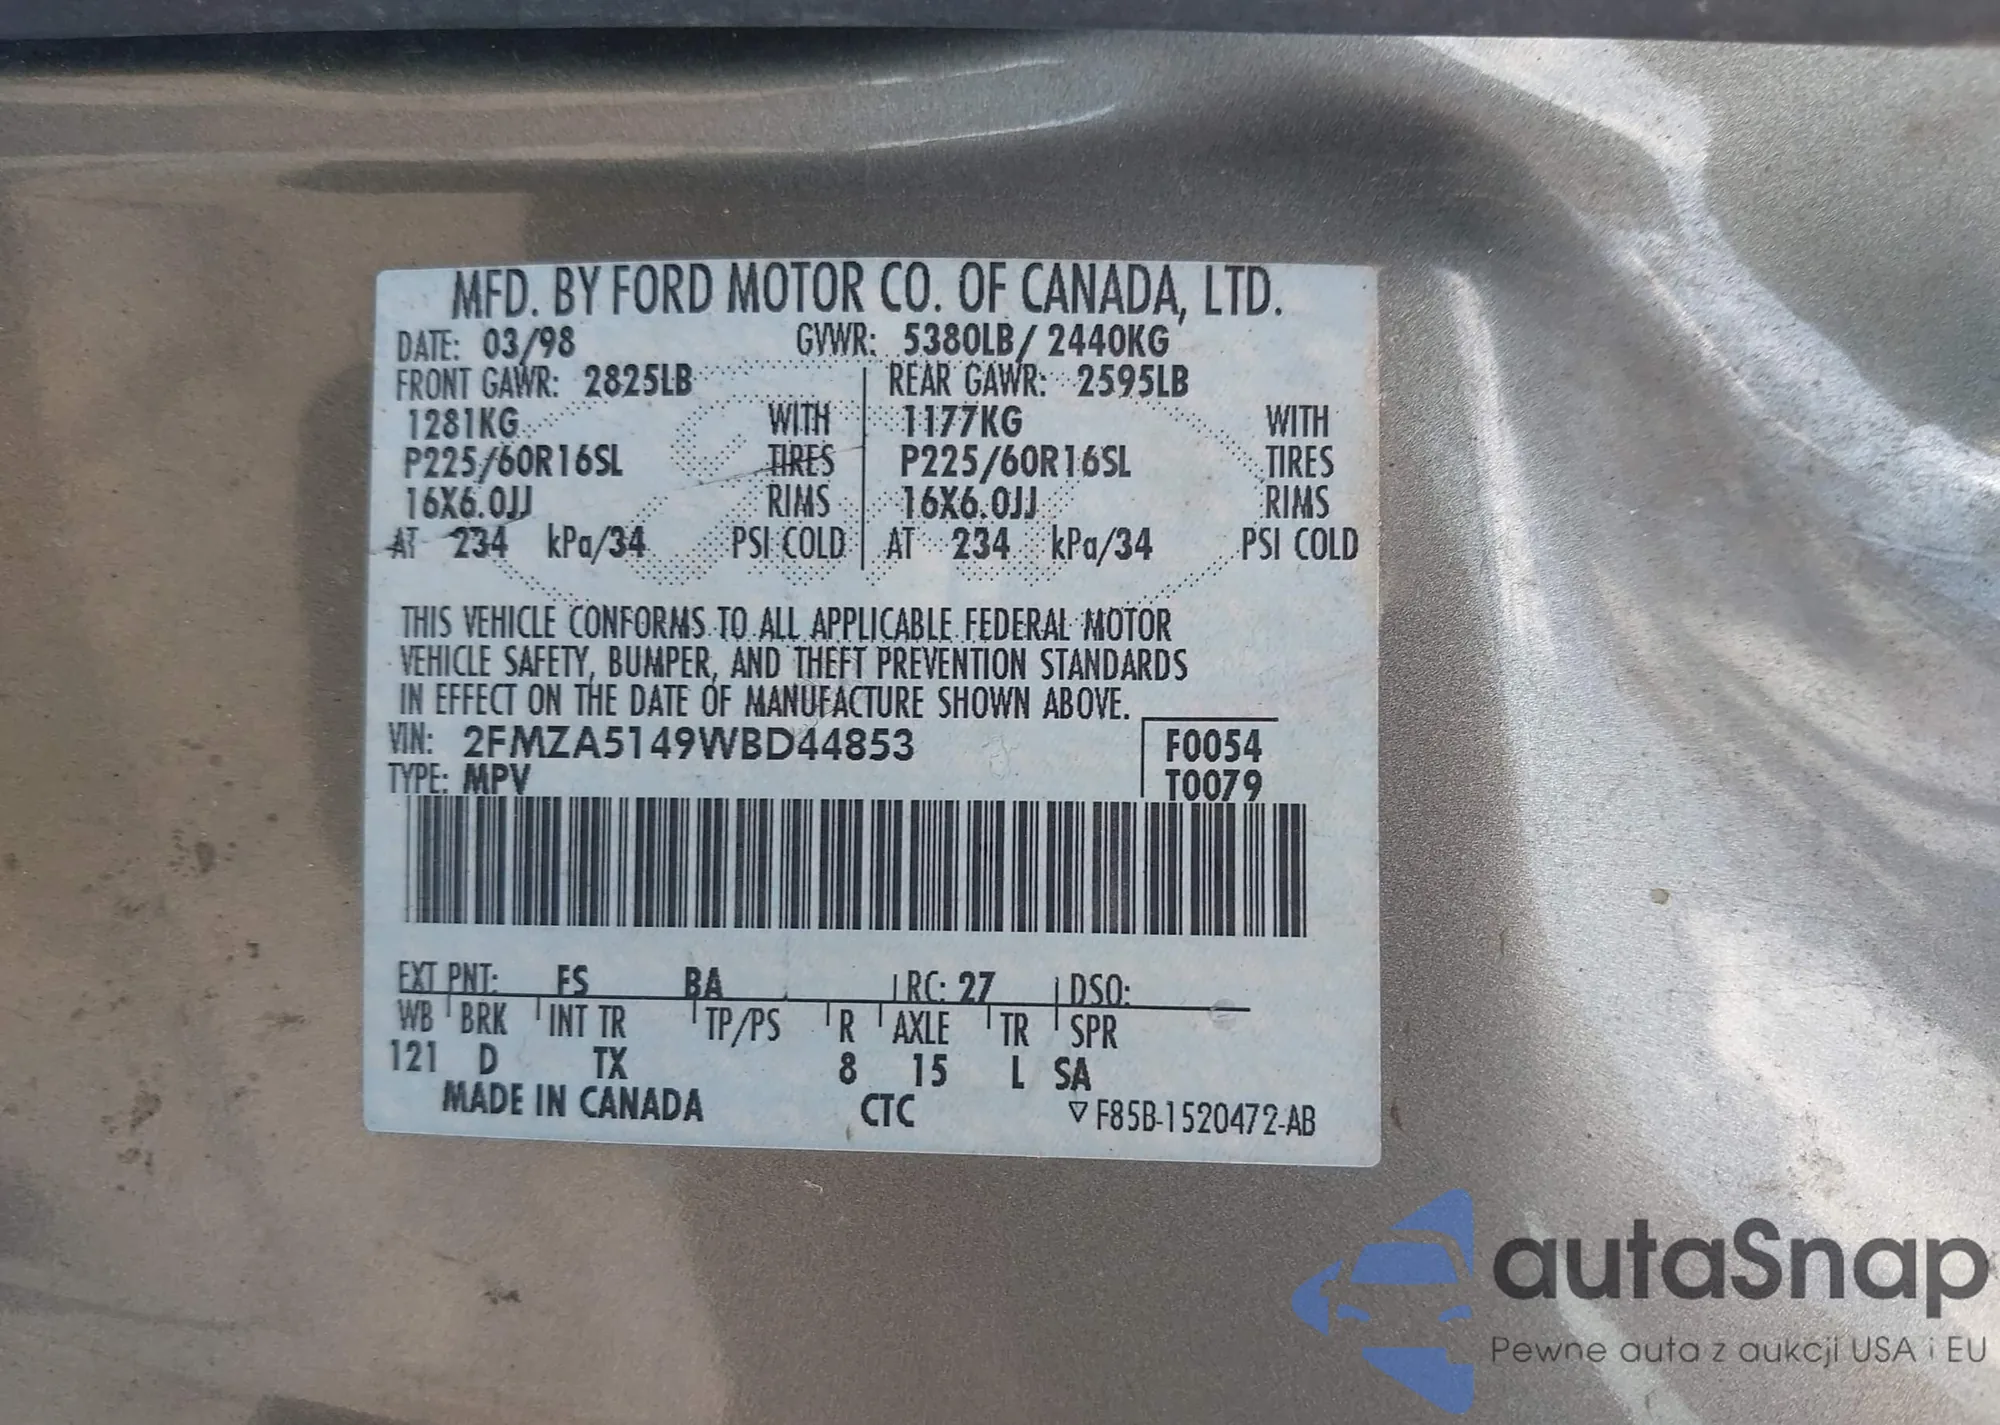 MFD. BY FORD MOTOR CO. OF CANADA, LTD.
DATE: 03/98 GVWR: 5380LB/ 2440KG
FRONT GAWR: 2825LB REAR GAWR: 2595LB
1281KG WITH 1177KG WITH
P225/60R16SL TIRES P225/60R16SL TIRES
16X6.0JJ RIMS 16X6.0JJ RIMS
AT 234 kPa/34 PSI COLD AT 234 kPa/34 PSI COLD
THIS VEHICLE CONFORMS TO ALL APPLICABLE FEDERAL MOTOR
VEHICLE SAFETY, BUMPER, AND THEFT PREVENTION STANDARDS
IN EFFECT ON THE DATE OF MANUFACTURE SHOWN ABOVE.
VIN: 2FMZA5149WBD44853 F0054
TYPE: MPV T0079
EXT PNT: FS BA RC: 27 DSO:
WB BRK INT TR TP/PS R AXLE TR SPR
121 D TX 8 15 L SA
MADE IN CANADA CTC ▽ F85B-1520472-AB
autaSnap
Pewne auta z aukcji USA i EU